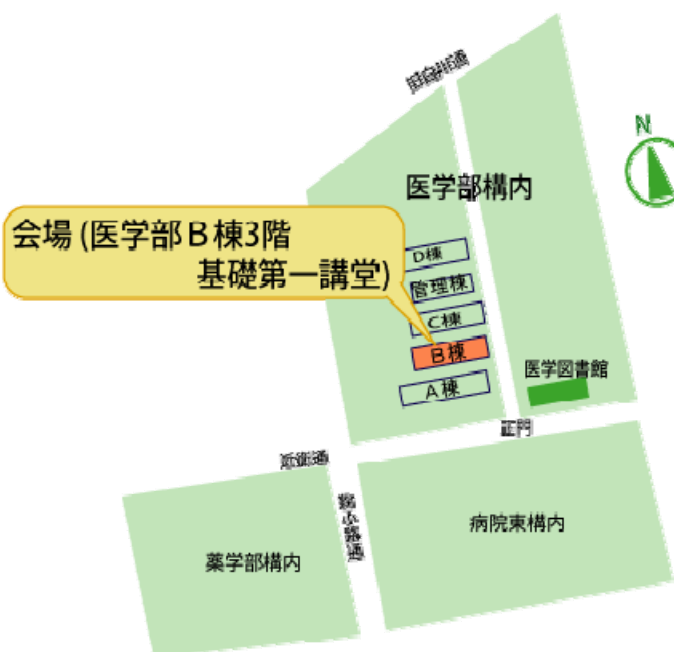 N
医学部構内
会場 (医学部B棟3階
基礎第一講堂)
D棟
管理棟
C棟
B棟
A棟
医学図書館
正門
近衛通
病院東構内
薬学部構内